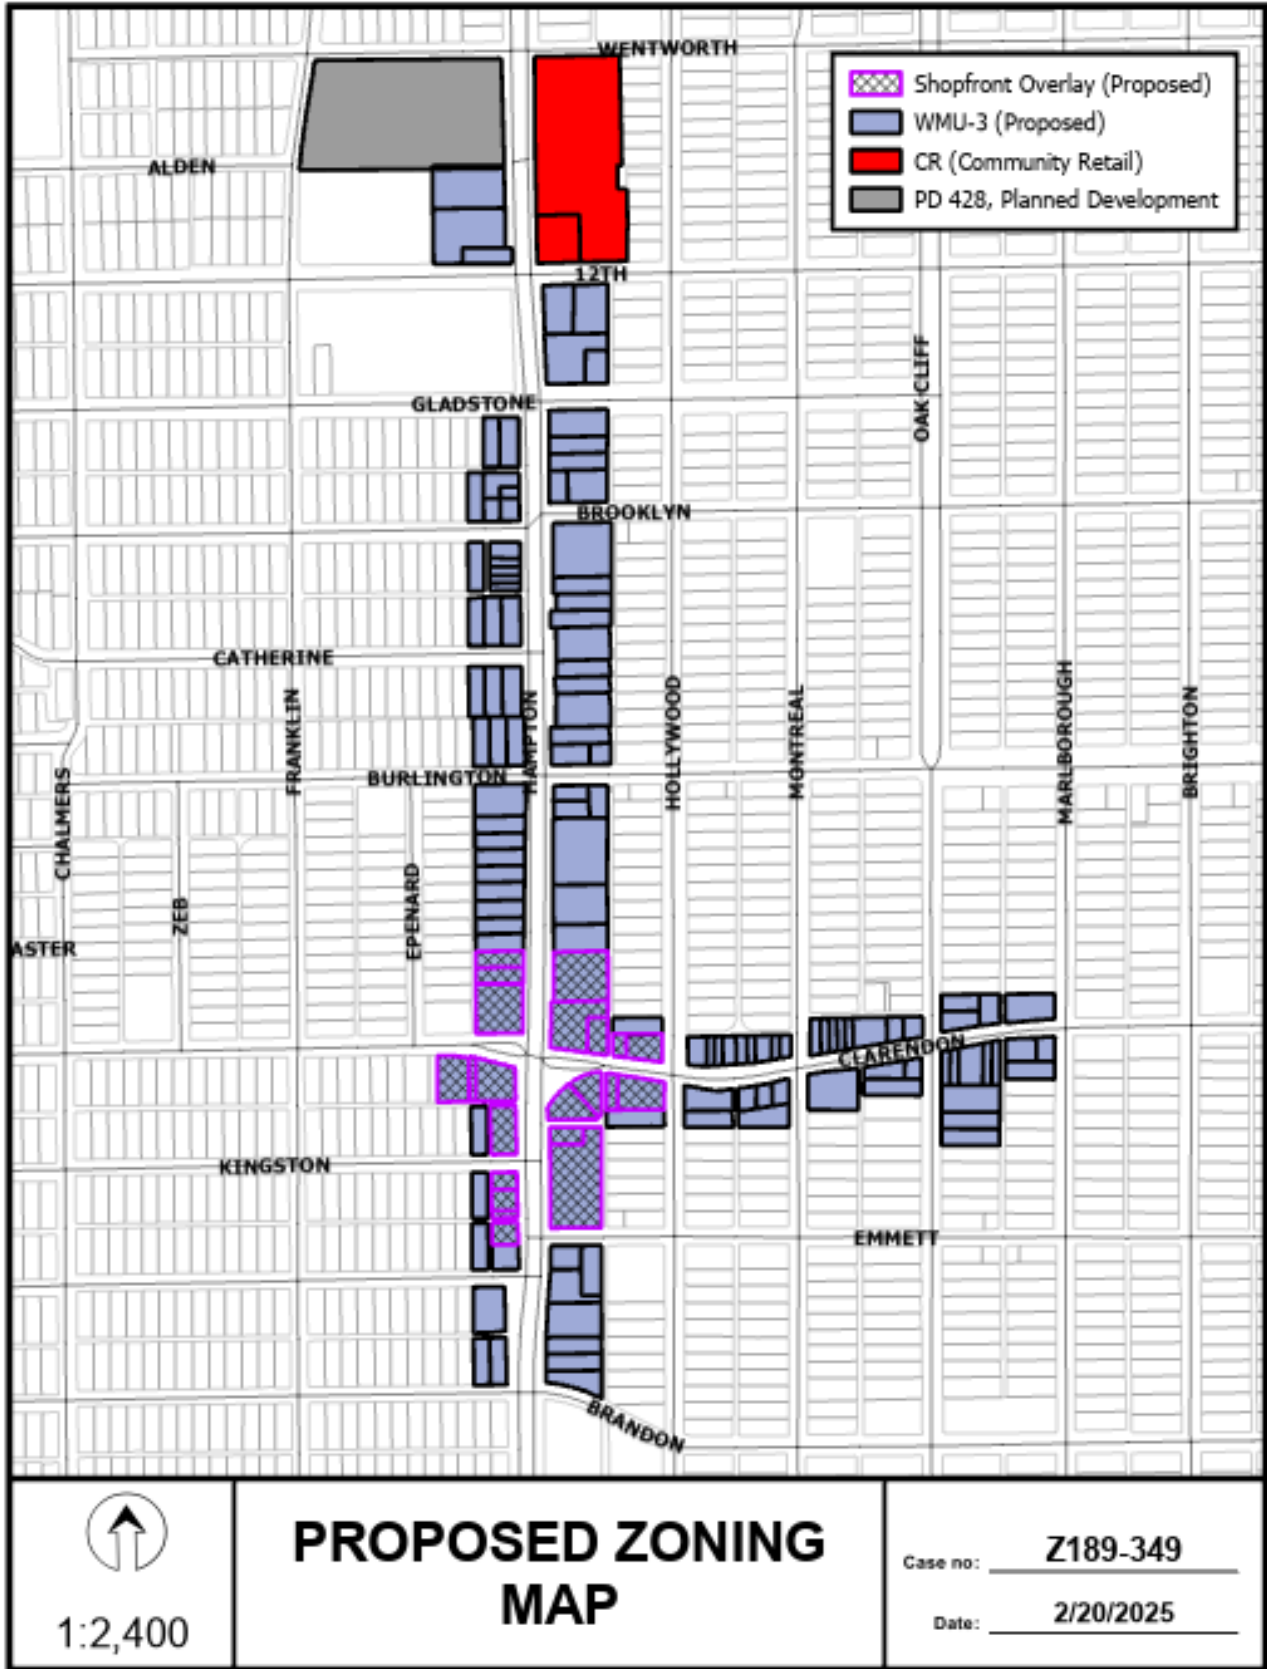 WENTWORTH
Shopfront Overlay (Proposed)
WMU-3 (Proposed)
CR (Community Retail)
PD 428, Planned Development
ALDEN
12TH
OAK CLIFF
GLADSTONE
BROOKLYN
CATHERINE
FRANKLIN
HAMPTON
HOLLYWOOD
MONTREAL
MARLBOROUGH
BRIGHTON
BURLINGTON
CHALMERS
ZEB
EPENARD
ASTER
CLARENDON
KINGSTON
EMMETT
BRANDON
1:2,400
PROPOSED ZONING
MAP
Case no: Z189-349
Date: 2/20/2025